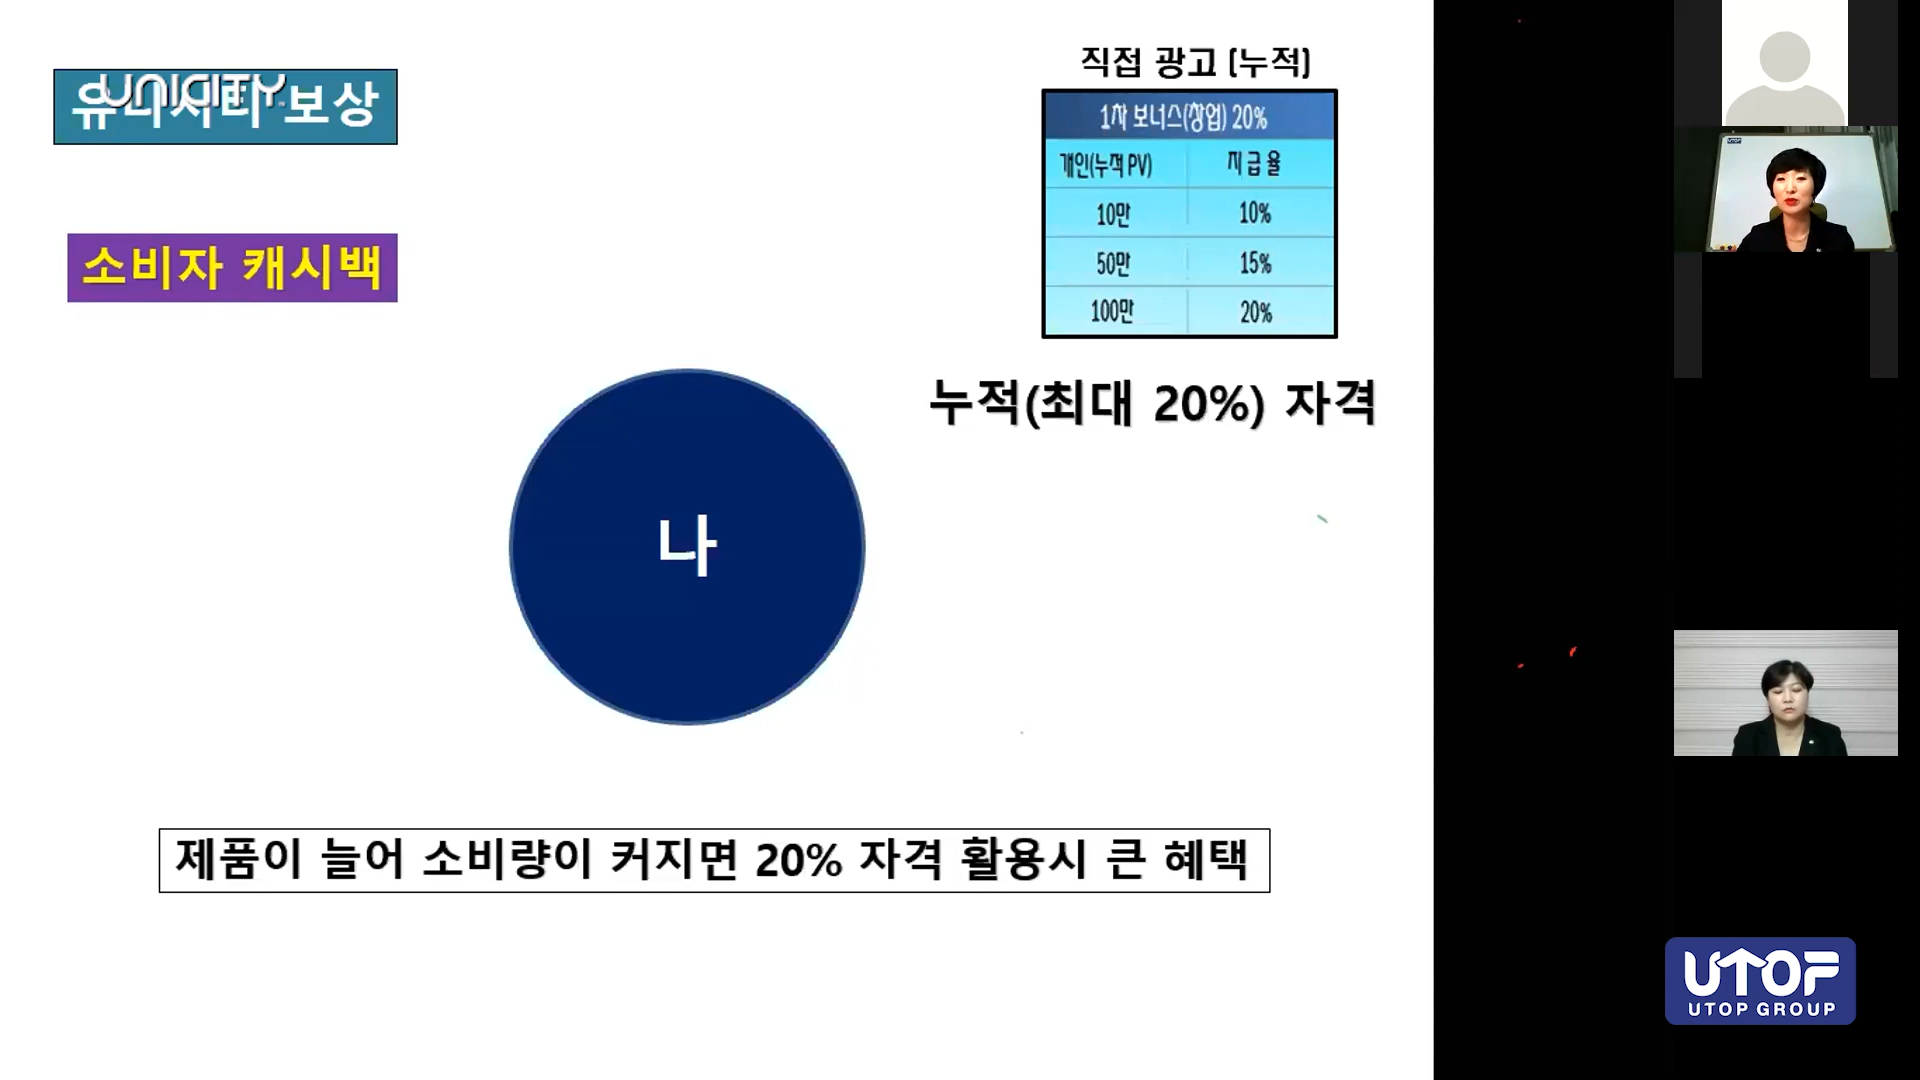 유니시티 보상
UNICITY
소비자 캐시백
직접 광고 (누적)
1차 보너스(창업) 20%
개인(누적 PV) 지급율
10만 10%
50만 15%
100만 20%
누적(최대 20%) 자격
나
제품이 늘어 소비량이 커지면 20% 자격 활용시 큰 혜택
UTOP
UTOP
UTOP GROUP